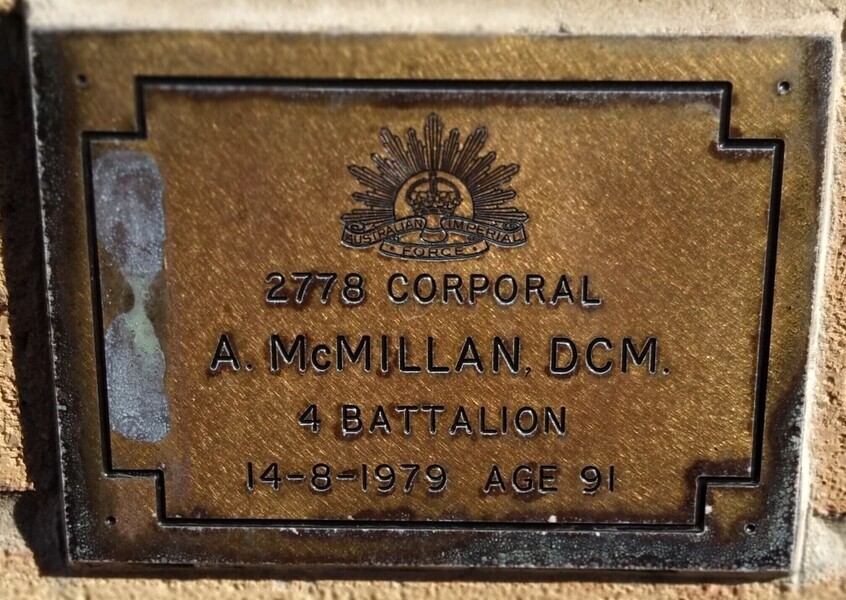 AUSTRALIAN IMPERIAL
FORCE
2778 CORPORAL
A. McMILLAN, DCM.
4 BATTALION
14-8-1979 AGE 91